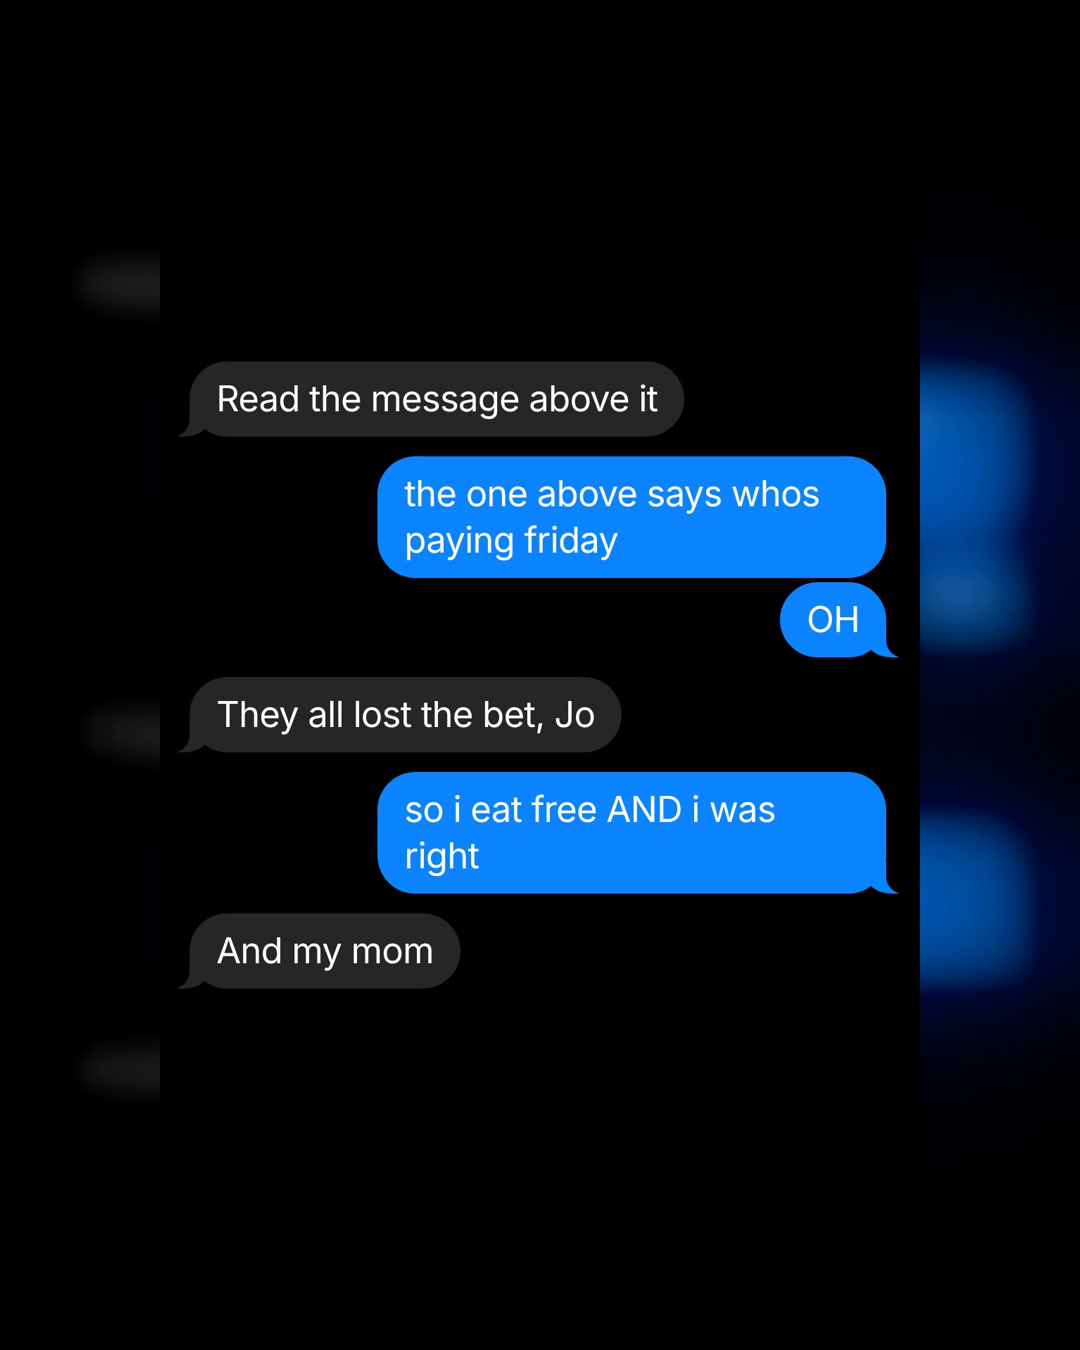 Read the message above it
the one above says whos
paying friday
OH
They all lost the bet, Jo
so i eat free AND i was
right
And my mom